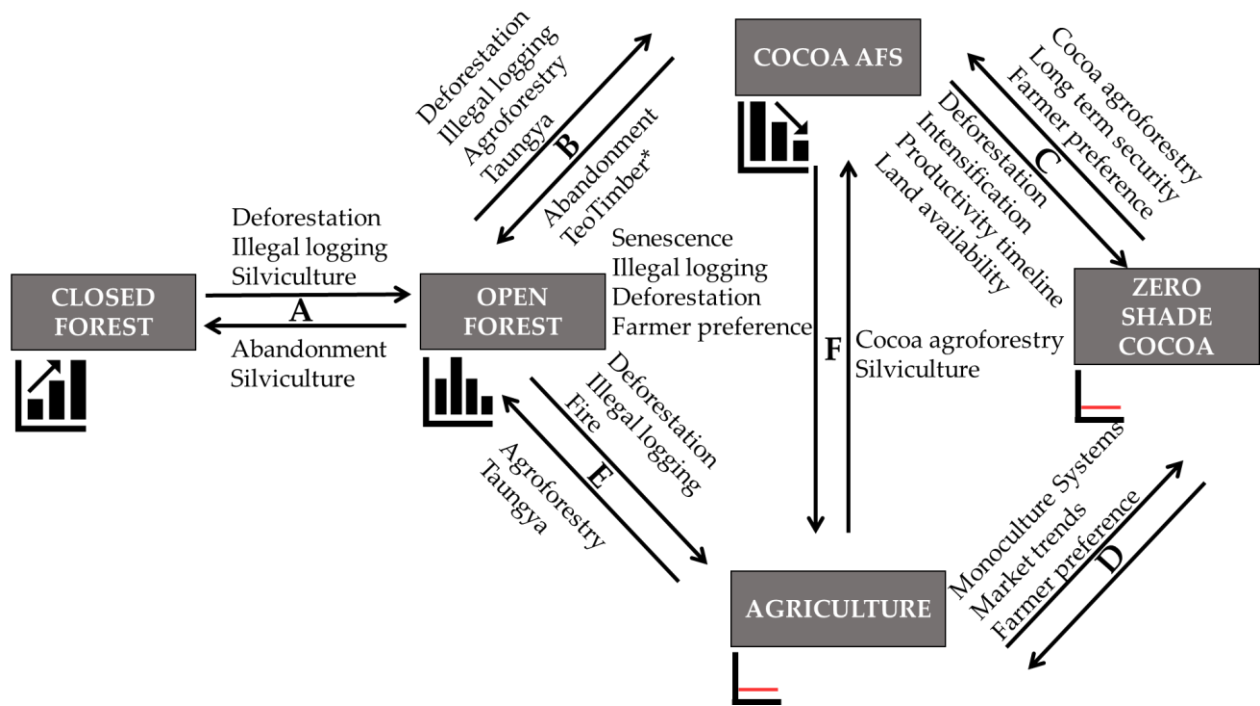 Deforestation
Illegal logging
Agroforestry
Taungya
B
Abandonment
TeoTimber*
COCOA AFS
Cocoa agroforestry
Long term security
Farmer preference
C
Deforestation
Intensification
Productivity timeline
Land availability
Deforestation
Illegal logging
Silviculture
CLOSED
FOREST
A
Abandonment
Silviculture
OPEN
FOREST
Senescence
Illegal logging
Deforestation
Farmer preference
F
Cocoa agroforestry
Silviculture
ZERO
SHADE
COCOA
Deforestation
Illegal logging
Fire
E
Agroforestry
Taungya
AGRICULTURE
Monoculture Systems
Market trends
Farmer preference
D